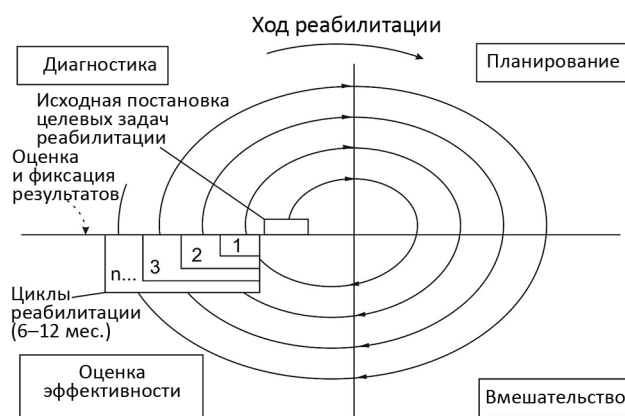 Ход реабилитации
Диагностика
Планирование
Исходная постановка
целевых задач
реабилитации
Оценка
и фиксация
результатов
1
2
3
n...
Циклы
реабилитации
(6–12 мес.)
Оценка
эффективности
Вмешательство